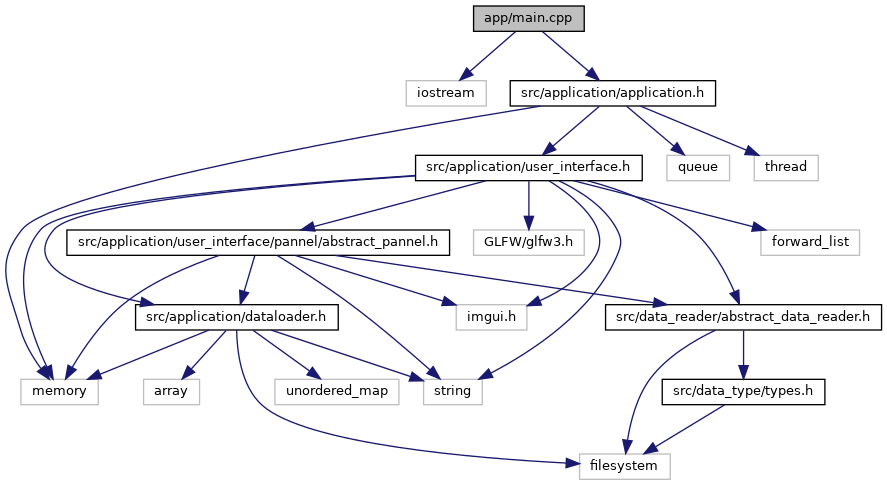 app/main.cpp
iostream
src/application/application.h
src/application/user_interface.h
queue
thread
src/application/user_interface/pannel/abstract_pannel.h
GLFW/glfw3.h
forward_list
src/application/dataloader.h
imgui.h
src/data_reader/abstract_data_reader.h
memory
array
unordered_map
string
src/data_type/types.h
filesystem